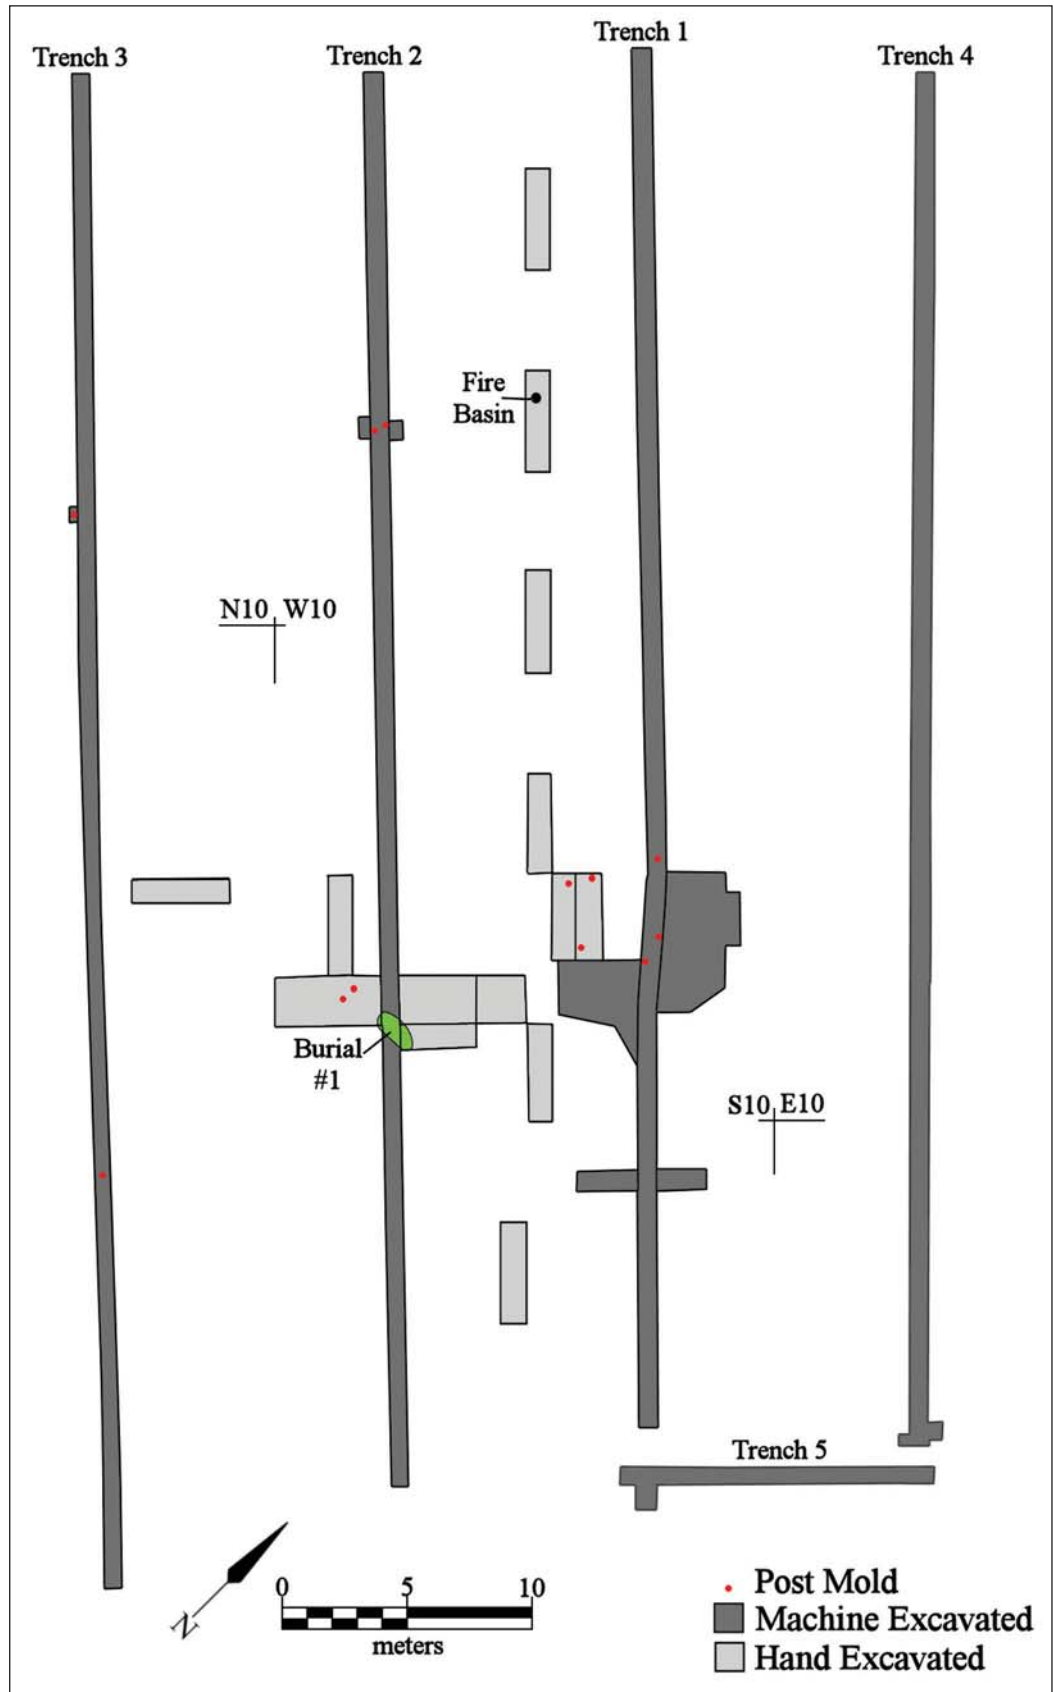 Trench 1
Trench 3
Trench 2
Trench 4
Fire
Basin
N10 W10
Burial
#1
S10 E10
Trench 5
N
0 5 10
meters
Post Mold
Machine Excavated
Hand Excavated